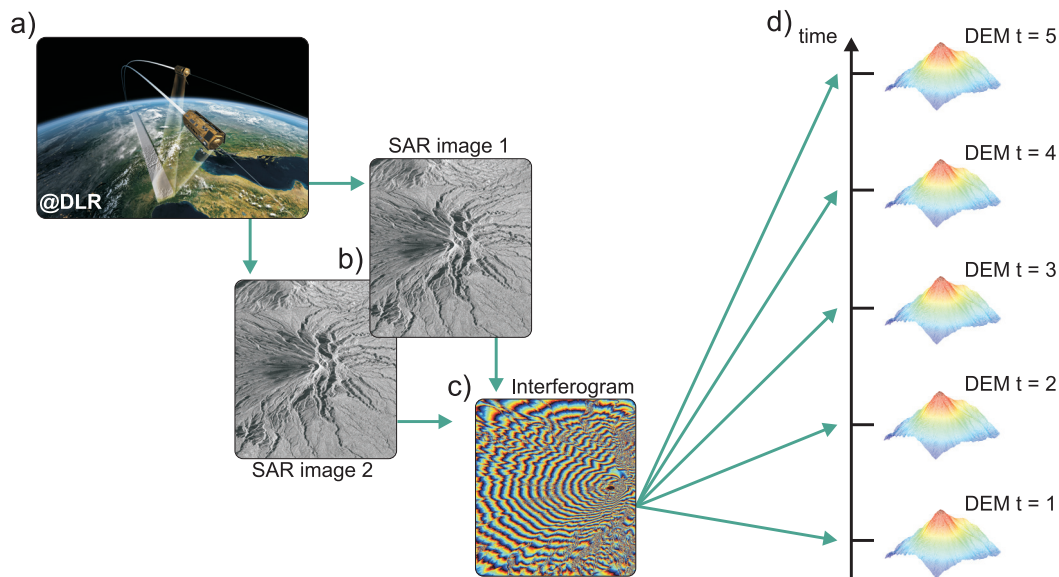 a)
@DLR
SAR image 1
b)
SAR image 2
c)
Interferogram
d)
time
DEM t = 5
DEM t = 4
DEM t = 3
DEM t = 2
DEM t = 1